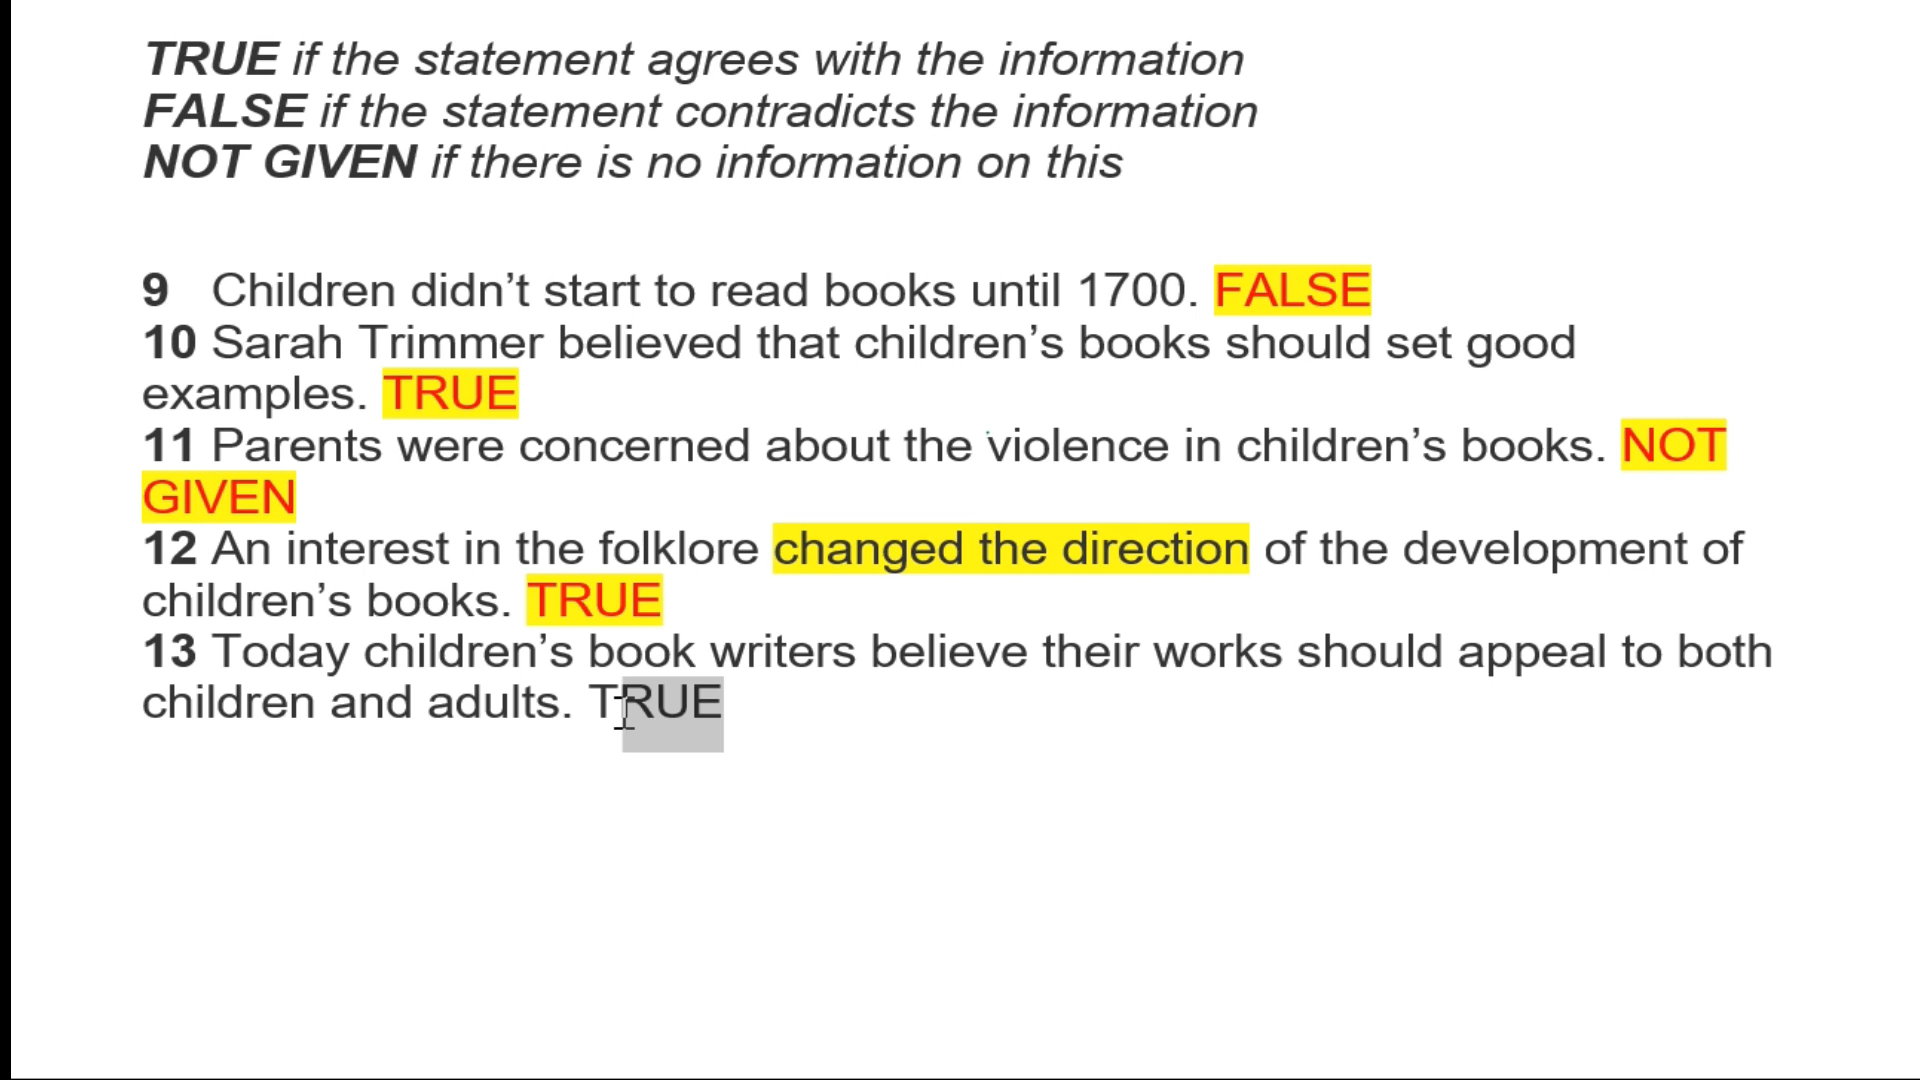 TRUE if the statement agrees with the information
FALSE if the statement contradicts the information
NOT GIVEN if there is no information on this
9 Children didn’t start to read books until 1700. FALSE
10 Sarah Trimmer believed that children’s books should set good
examples. TRUE
11 Parents were concerned about the violence in children’s books. NOT
GIVEN
12 An interest in the folklore changed the direction of the development of
children’s books. TRUE
13 Today children’s book writers believe their works should appeal to both
children and adults. TRUE